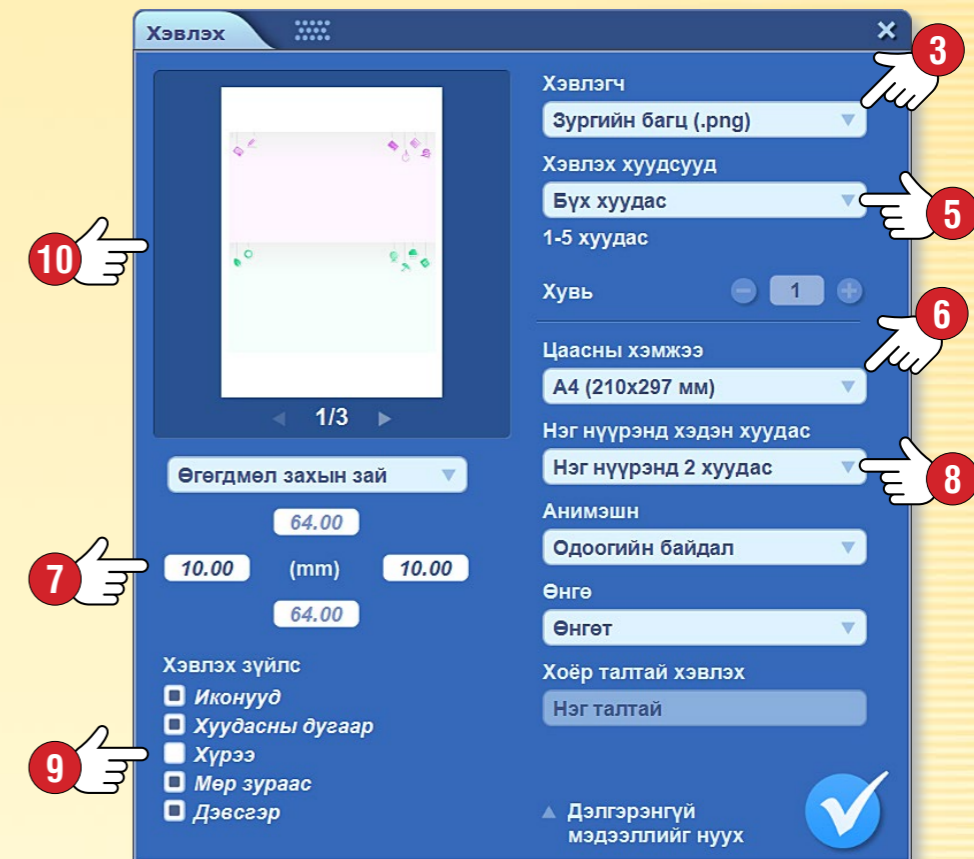 Хэвлэх
3
Хэвлэгч
Зургийн багц (.png)
Хэвлэх хуудсууд
Бүх хуудас
5
1-5 хуудас
Хувь
1
6
Цаасны хэмжээ
А4 (210x297 мм)
Нэг нүүрэнд хэдэн хуудас
Нэг нүүрэнд 2 хуудас
8
Анимэшн
Одоогийн байдал
Өнгө
Өнгөт
Хоёр талтай хэвлэх
Нэг талтай
Дэлгэрэнгүй
мэдээллийг нуух
10
1/3
Өгөгдмөл захын зай
64.00
7
10.00 (mm) 10.00
64.00
Хэвлэх зүйлс
Иконууд
Хуудасны дугаар
9
Хүрээ
Мөр зураас
Дэвсгэр